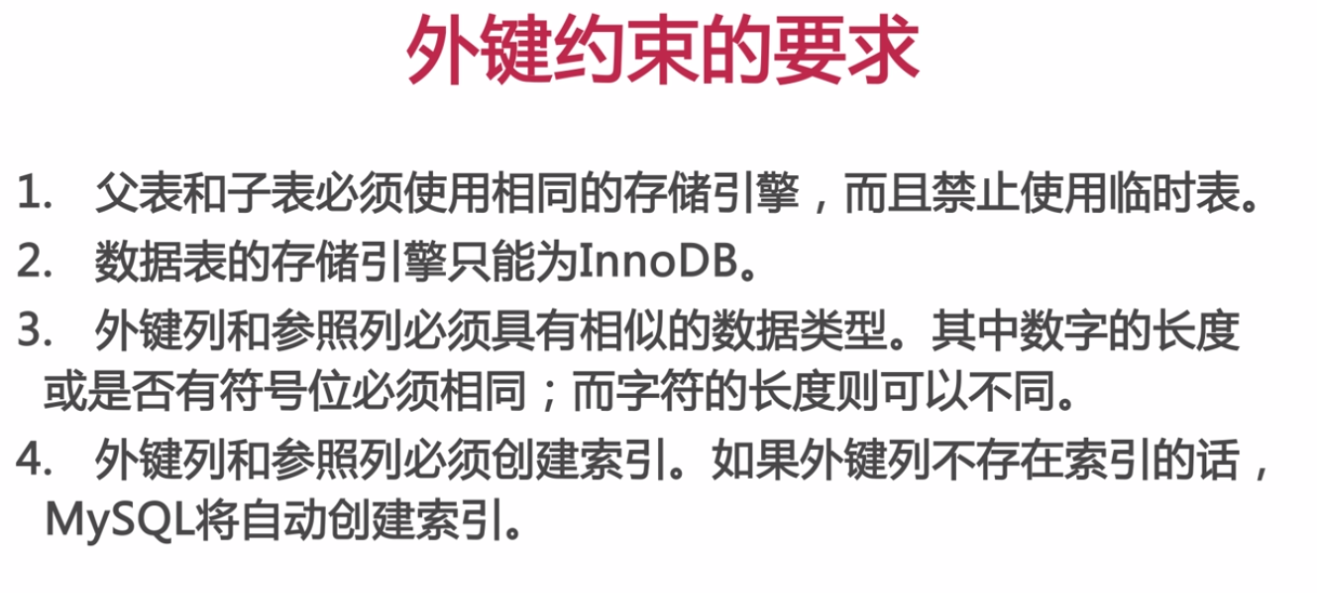 外键约束的要求
1. 父表和子表必须使用相同的存储引擎，而且禁止使用临时表。
2. 数据表的存储引擎只能为InnoDB。
3. 外键列和参照列必须具有相似的数据类型。其中数字的长度
或是否有符号位必须相同；而字符的长度则可以不同。
4. 外键列和参照列必须创建索引。如果外键列不存在索引的话，
MySQL将自动创建索引。